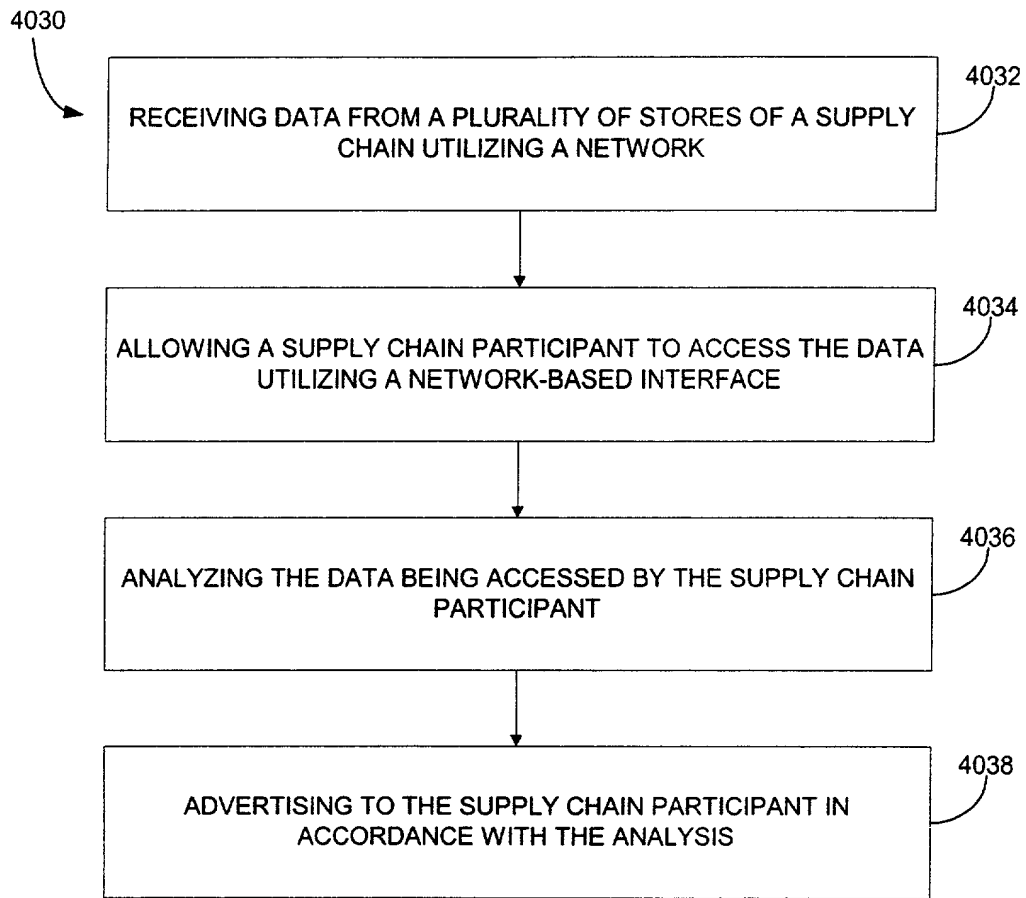 4030
4032
RECEIVING DATA FROM A PLURALITY OF STORES OF A SUPPLY
CHAIN UTILIZING A NETWORK
4034
ALLOWING A SUPPLY CHAIN PARTICIPANT TO ACCESS THE DATA
UTILIZING A NETWORK-BASED INTERFACE
4036
ANALYZING THE DATA BEING ACCESSED BY THE SUPPLY CHAIN
PARTICIPANT
4038
ADVERTISING TO THE SUPPLY CHAIN PARTICIPANT IN
ACCORDANCE WITH THE ANALYSIS